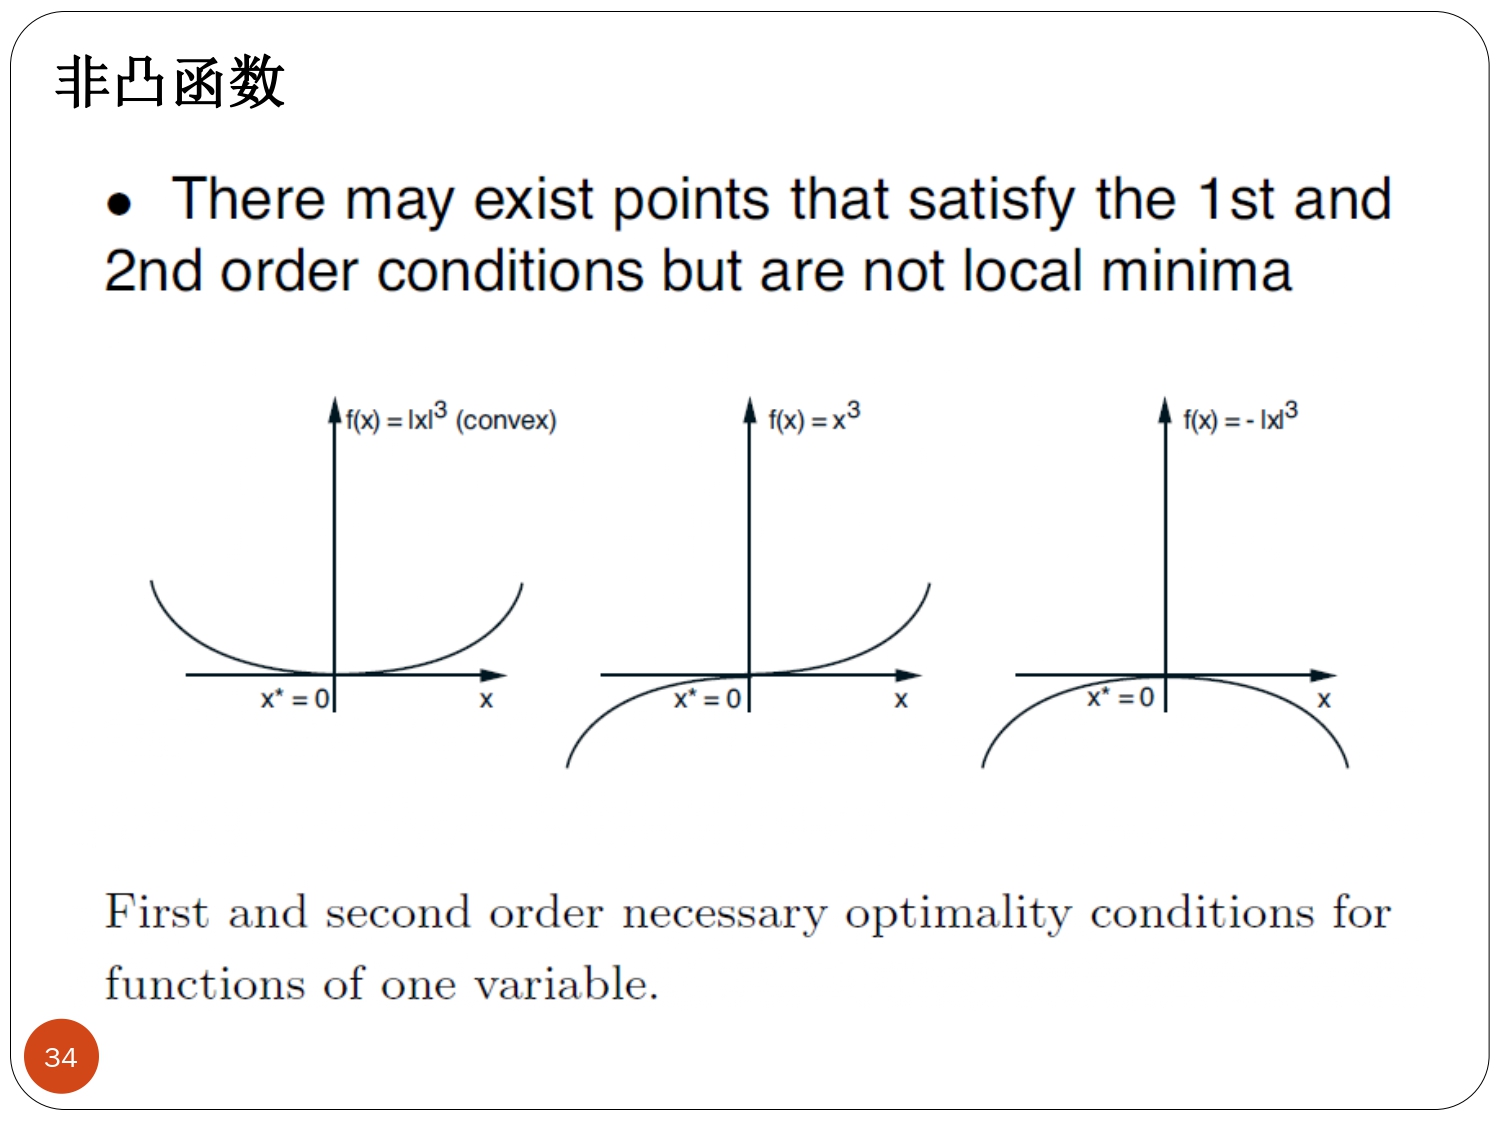 非凸函数
● There may exist points that satisfy the 1st and
2nd order conditions but are not local minima
f(x) = |x|³ (convex)
f(x) = x³
f(x) = - |x|³
x* = 0
x
x* = 0
x
x* = 0
x
First and second order necessary optimality conditions for
functions of one variable.
34